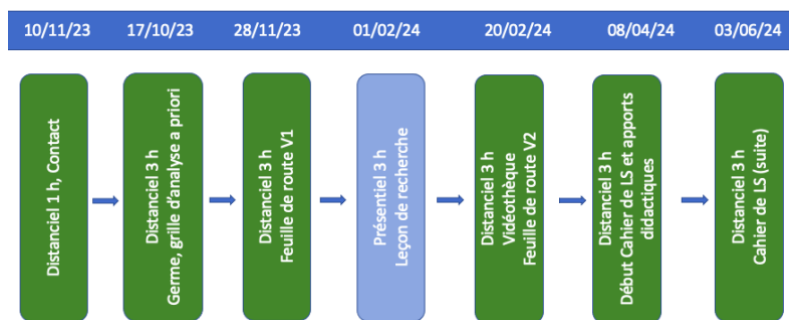 10/11/23 17/10/23 28/11/23 01/02/24 20/02/24 08/04/24 03/06/24
Distanciel 1 h, Contact
Distanciel 3 h
Germe, grille d'analyse a priori
Distanciel 3 h
Feuille de route V1
Présentiel 3 h
Leçon de recherche
Distanciel 3 h
Vidéothèque
Feuille de route V2
Distanciel 3 h
Début Cahier de LS et apports
didactiques
Distanciel 3 h
Cahier de LS (suite)